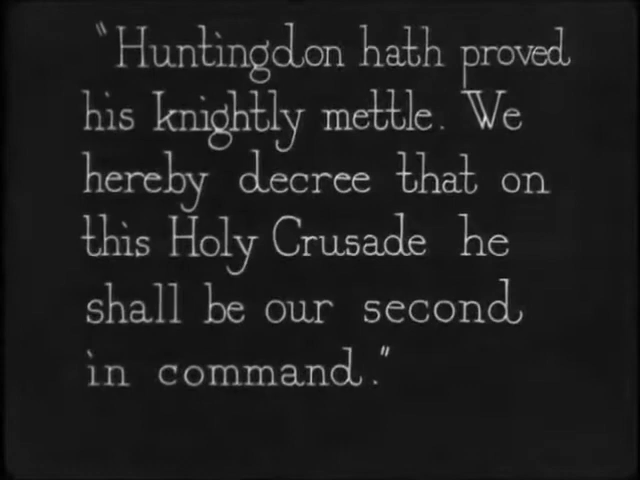 "Huntingdon hath proved
his knightly mettle. We
hereby decree that on
this Holy Crusade he
shall be our second
in command."